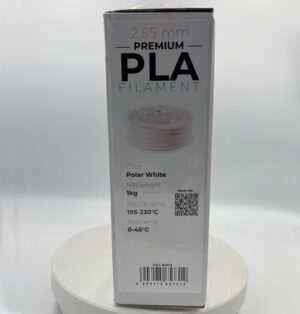 2.85 mm
PREMIUM
PLA
FILAMENT
Color
Polar White
Net weight
1kg
Nozzle temp.
195-230°C
Bed temp.
0-45°C